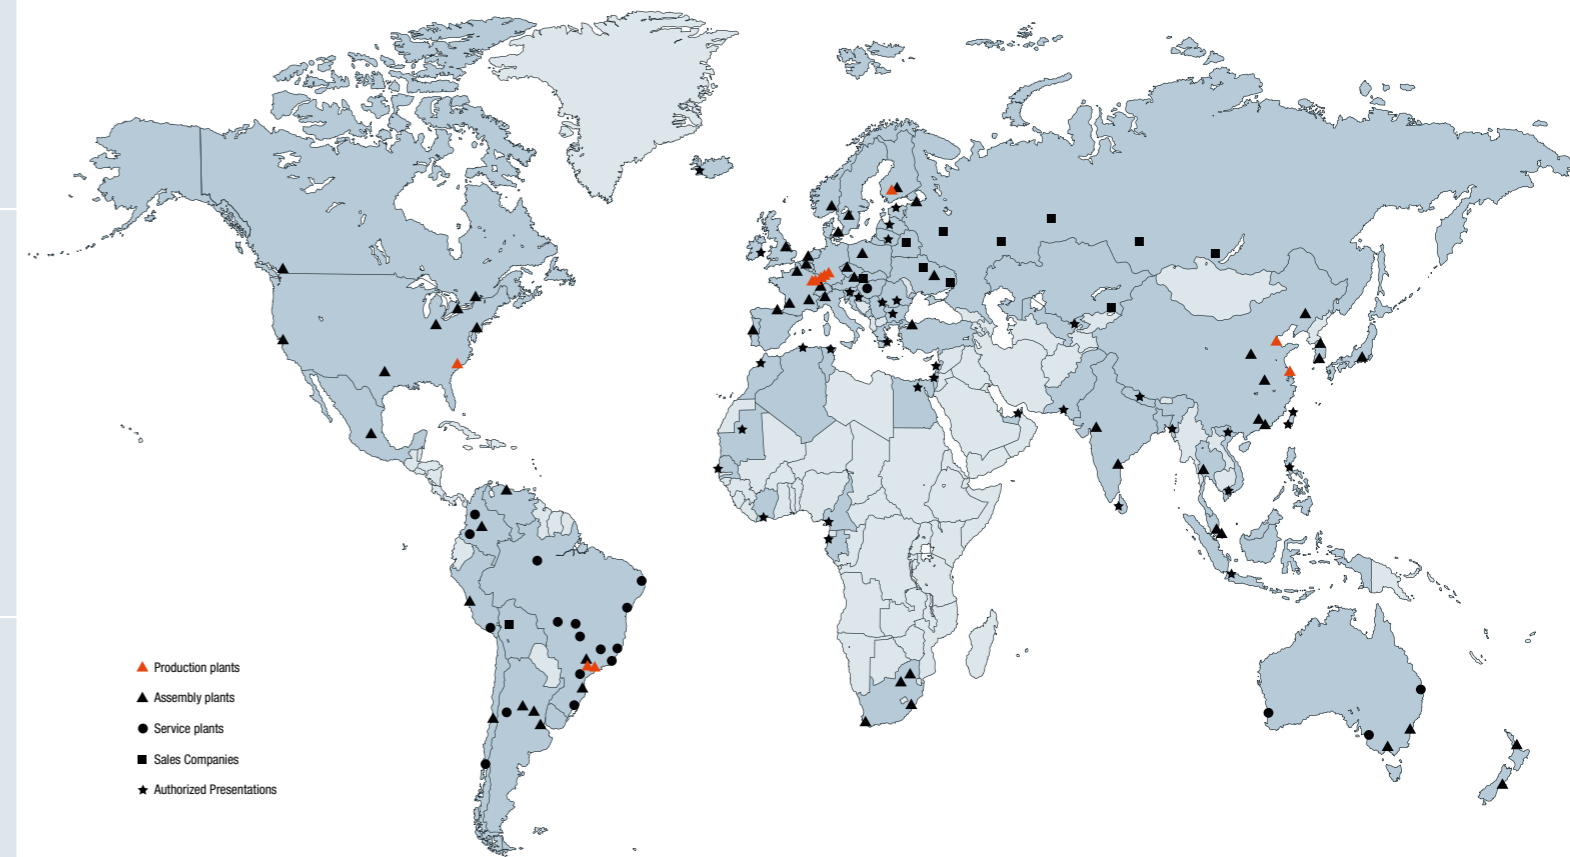 Production plants
Assembly plants
Service plants
Sales Companies
Authorized Presentations